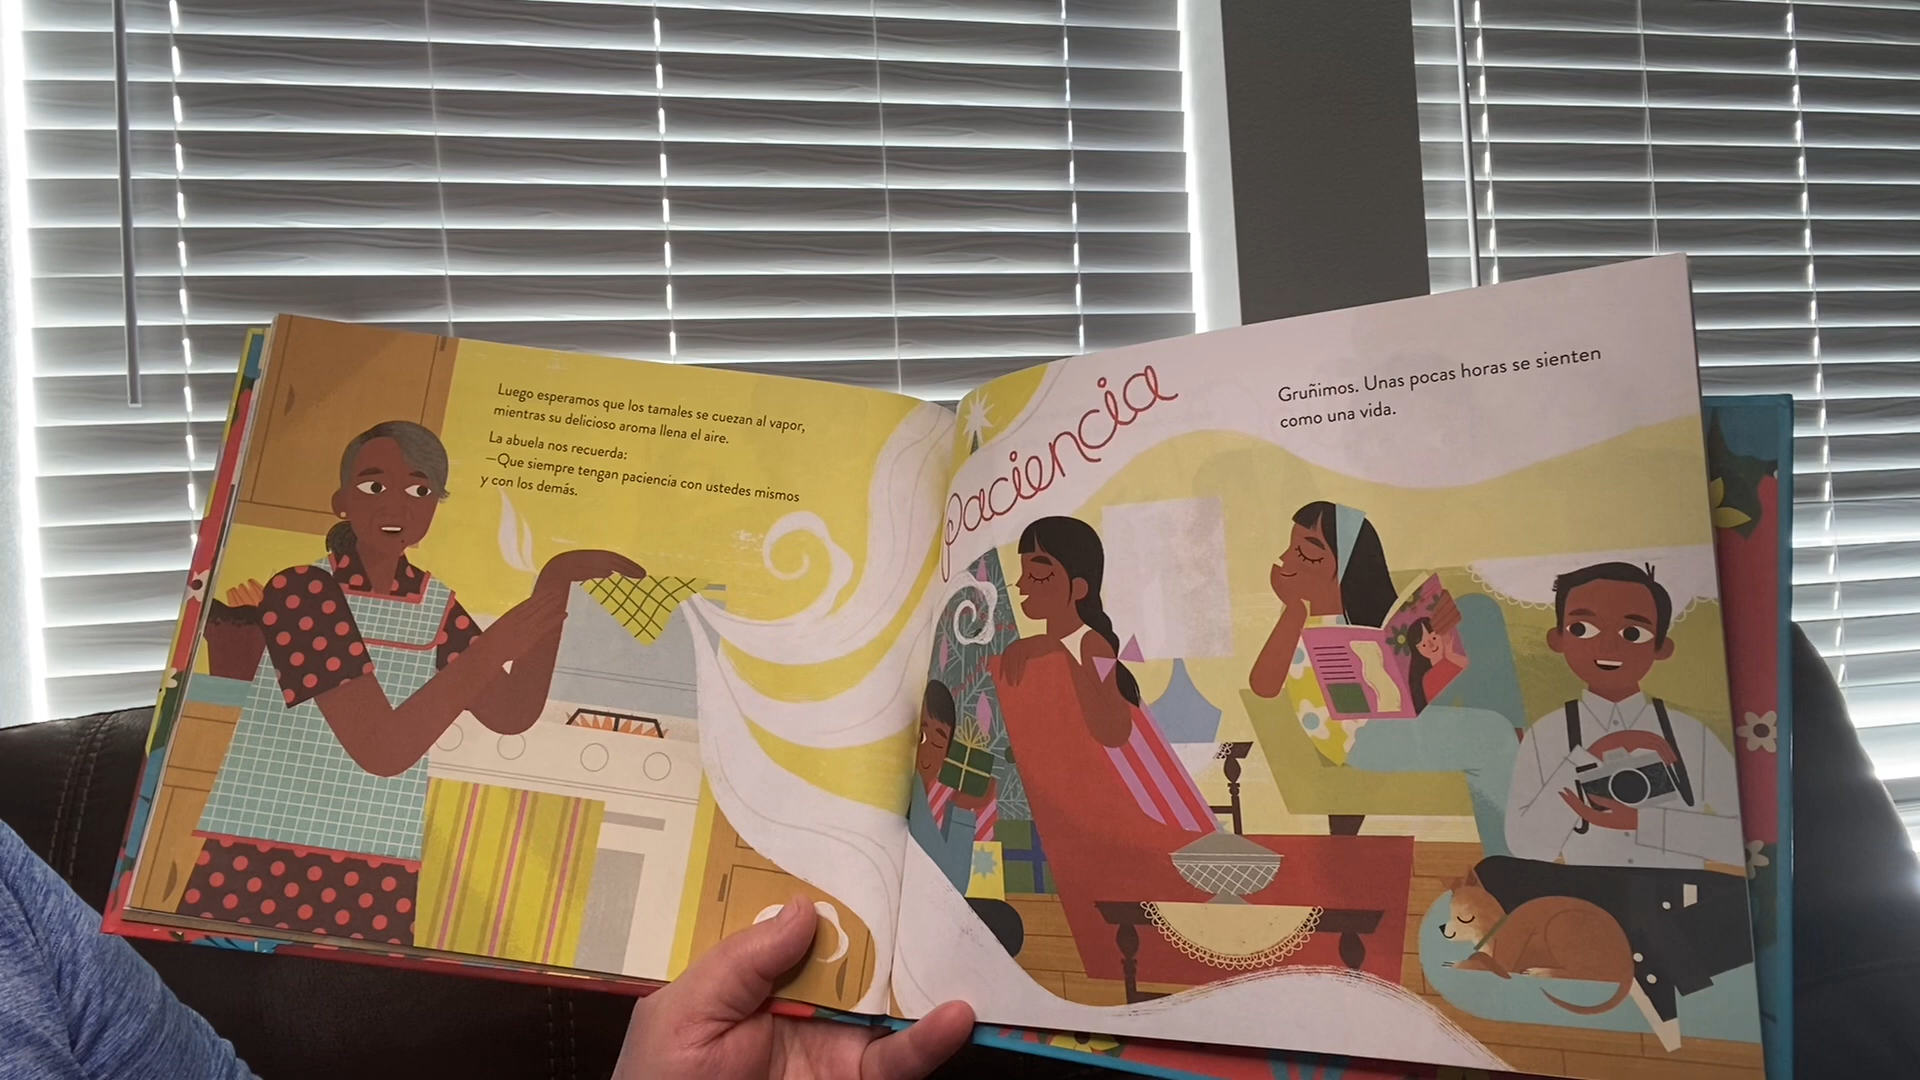 Luego esperamos que los tamales se cuezan al vapor,
mientras su delicioso aroma llena el aire.
La abuela nos recuerda:
—Que siempre tengan paciencia con ustedes mismos
y con los demás.
Paciencia
Gruñimos. Unas pocas horas se sienten
como una vida.